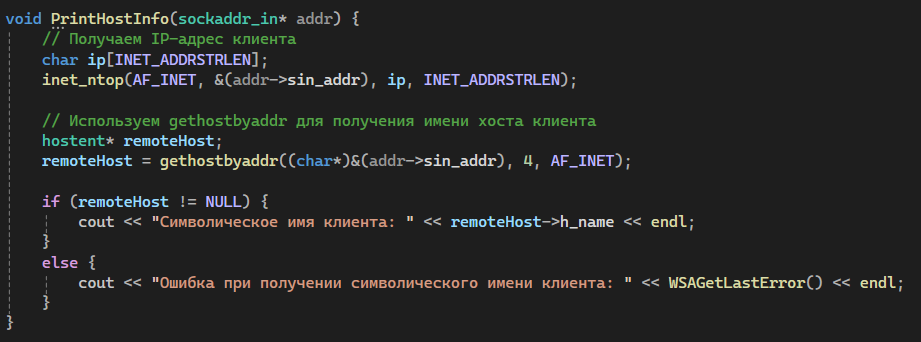 void PrintHostInfo(sockaddr_in* addr) {
// Получаем IP-адрес клиента
char ip[INET_ADDRSTRLEN];
inet_ntop(AF_INET, &(addr->sin_addr), ip, INET_ADDRSTRLEN);
// Используем gethostbyaddr для получения имени хоста клиента
hostent* remoteHost;
remoteHost = gethostbyaddr((char*)&(addr->sin_addr), 4, AF_INET);
if (remoteHost != NULL) {
cout << "Символическое имя клиента: " << remoteHost->h_name << endl;
}
else {
cout << "Ошибка при получении символического имени клиента: " << WSAGetLastError() << endl;
}
}